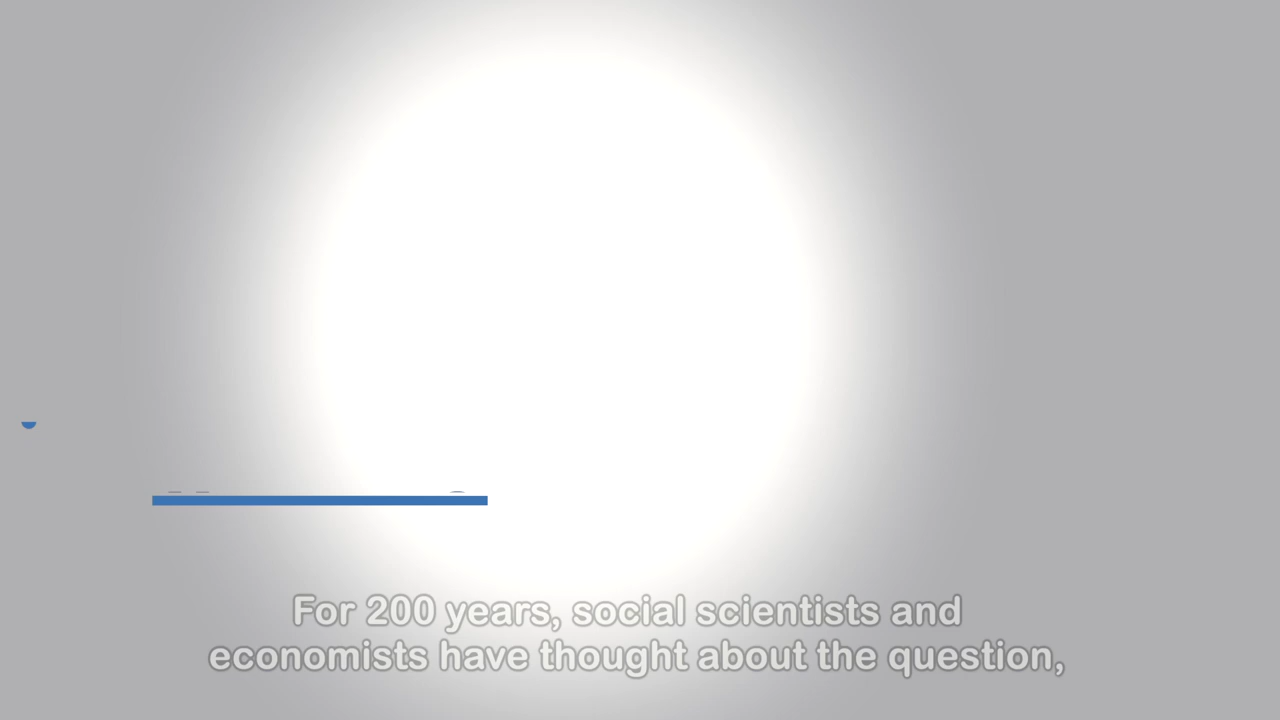 For 200 years, social scientists and
economists have thought about the question,